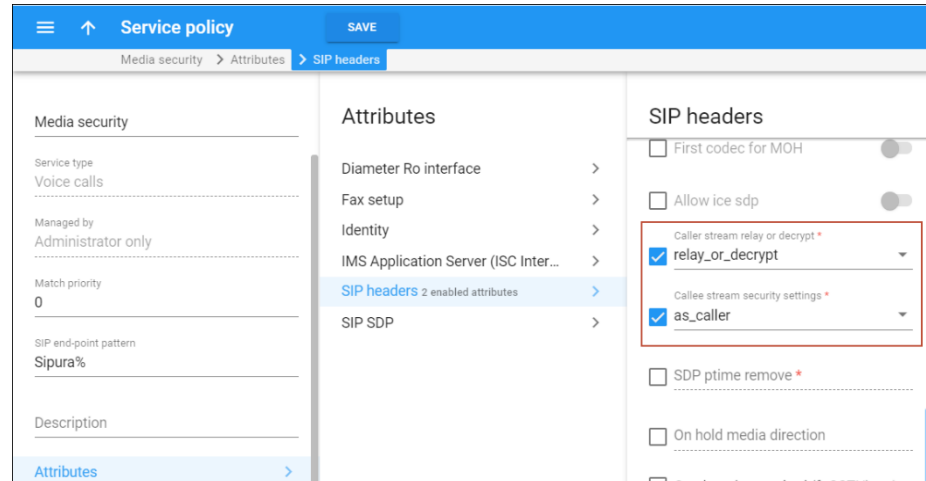 Service policy
SAVE
Media security > Attributes > SIP headers
Media security
Service type
Voice calls
Managed by
Administrator only
Match priority
0
SIP end-point pattern
Sipura%
Description
Attributes
Attributes
Diameter Ro interface
Fax setup
Identity
IMS Application Server (ISC Inter...
SIP headers 2 enabled attributes
SIP SDP
SIP headers
First codec for MOH
Allow ice sdp
Caller stream relay or decrypt *
relay_or_decrypt
Callee stream security settings *
as_caller
SDP ptime remove *
On hold media direction